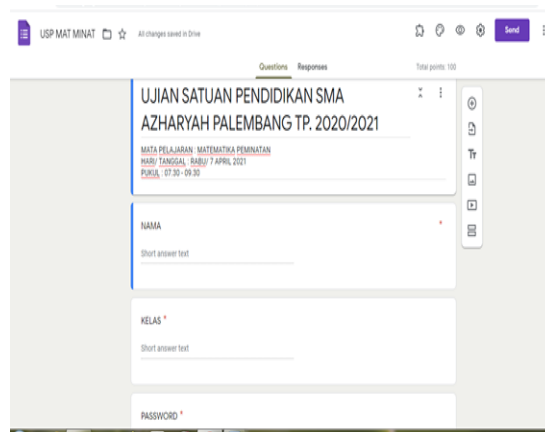 USP MAT MINAT All changes saved in Drive Send
Questions Responses Total points: 100
UJIAN SATUAN PENDIDIKAN SMA
AZHARYAH PALEMBANG TP. 2020/2021
MATA PELAJARAN : MATEMATIKA PEMINATAN
HARI/ TANGGAL : RABU/ 7 APRIL 2021
PUKUL : 07.30 - 09.30
NAMA *
Short answer text
KELAS *
Short answer text
PASSWORD *
Tт